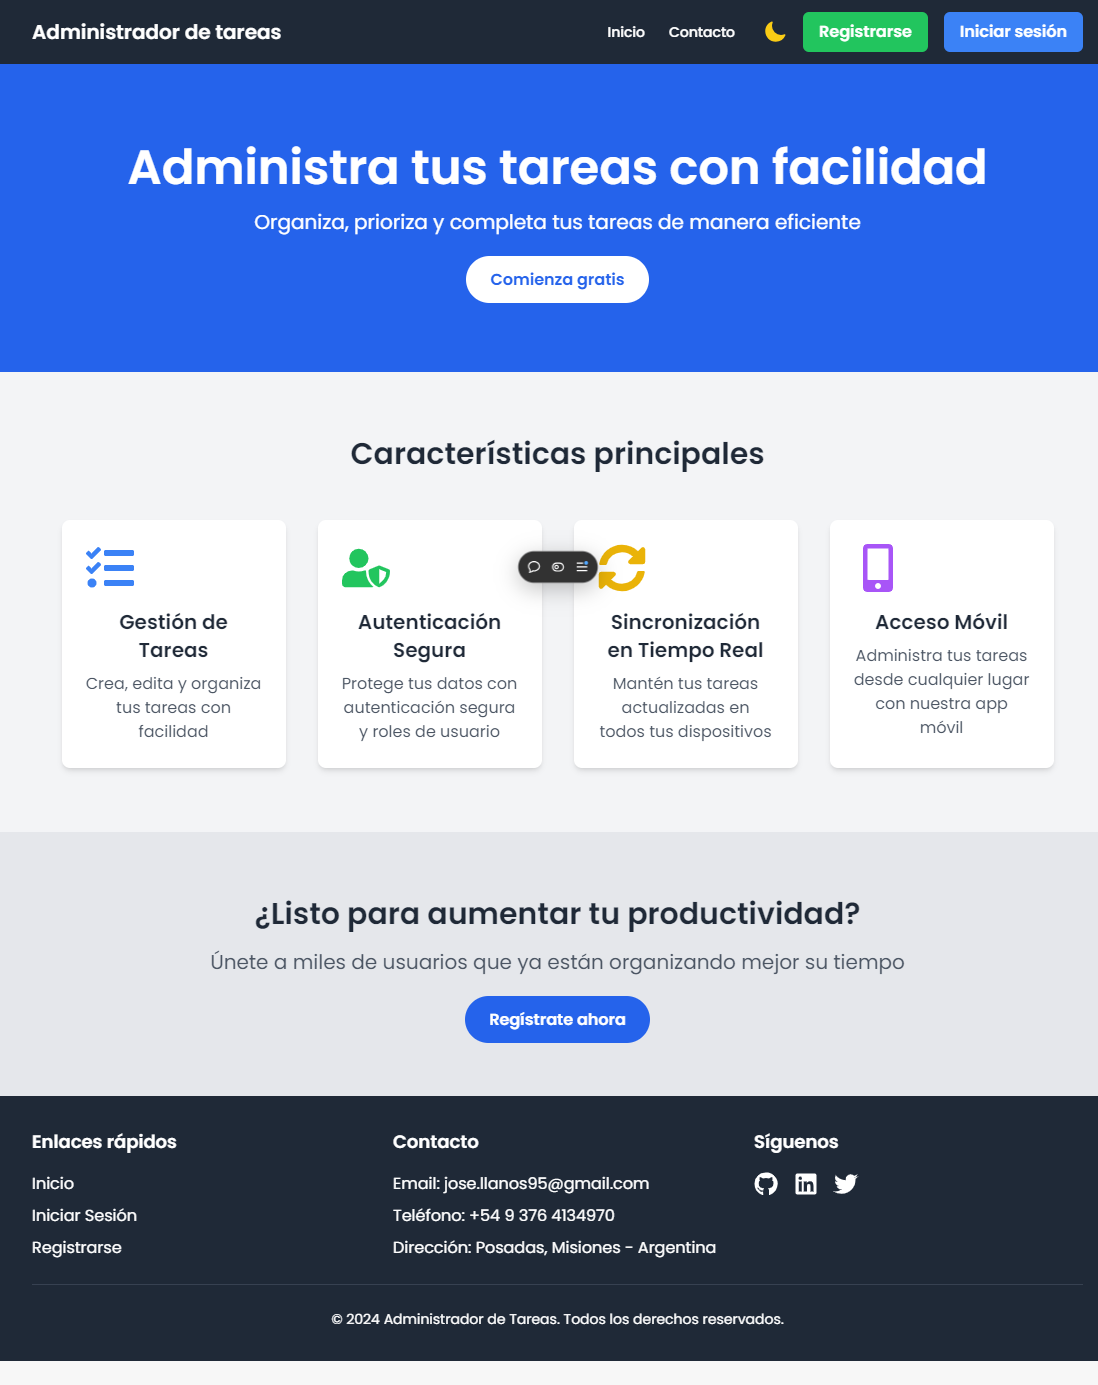 Administrador de tareas
Inicio
Contacto
Registrarse
Iniciar sesión
Administra tus tareas con facilidad
Organiza, prioriza y completa tus tareas de manera eficiente
Comienza gratis
Características principales
Gestión de
Tareas
Crea, edita y organiza
tus tareas con
facilidad
Autenticación
Segura
Protege tus datos con
autenticación segura
y roles de usuario
Sincronización
en Tiempo Real
Mantén tus tareas
actualizadas en
todos tus dispositivos
Acceso Móvil
Administra tus tareas
desde cualquier lugar
con nuestra app
móvil
¿Listo para aumentar tu productividad?
Únete a miles de usuarios que ya están organizando mejor su tiempo
Regístrate ahora
Enlaces rápidos
Inicio
Iniciar Sesión
Registrarse
Contacto
Email: jose.llanos95@gmail.com
Teléfono: +54 9 376 4134970
Dirección: Posadas, Misiones - Argentina
Síguenos
© 2024 Administrador de Tareas. Todos los derechos reservados.